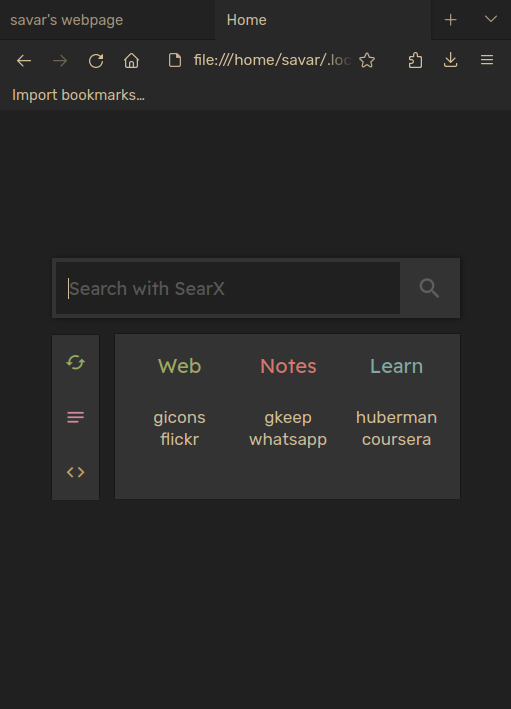 savar's webpage
Home
file:///home/savar/.loc
Import bookmarks…
Search with SearX
Web Notes Learn
gicons gkeep huberman
flickr whatsapp coursera